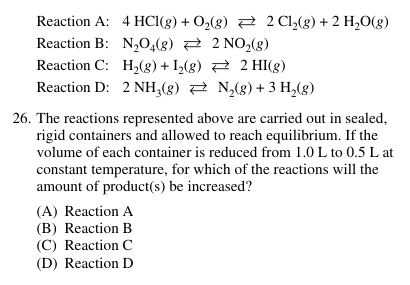 Reaction A: 4 HCl(g) + O₂(g) ⇄ 2 Cl₂(g) + 2 H₂O(g)
Reaction B: N₂O₄(g) ⇄ 2 NO₂(g)
Reaction C: H₂(g) + I₂(g) ⇄ 2 HI(g)
Reaction D: 2 NH₃(g) ⇄ N₂(g) + 3 H₂(g)
26. The reactions represented above are carried out in sealed,
rigid containers and allowed to reach equilibrium. If the
volume of each container is reduced from 1.0 L to 0.5 L at
constant temperature, for which of the reactions will the
amount of product(s) be increased?
(A) Reaction A
(B) Reaction B
(C) Reaction C
(D) Reaction D